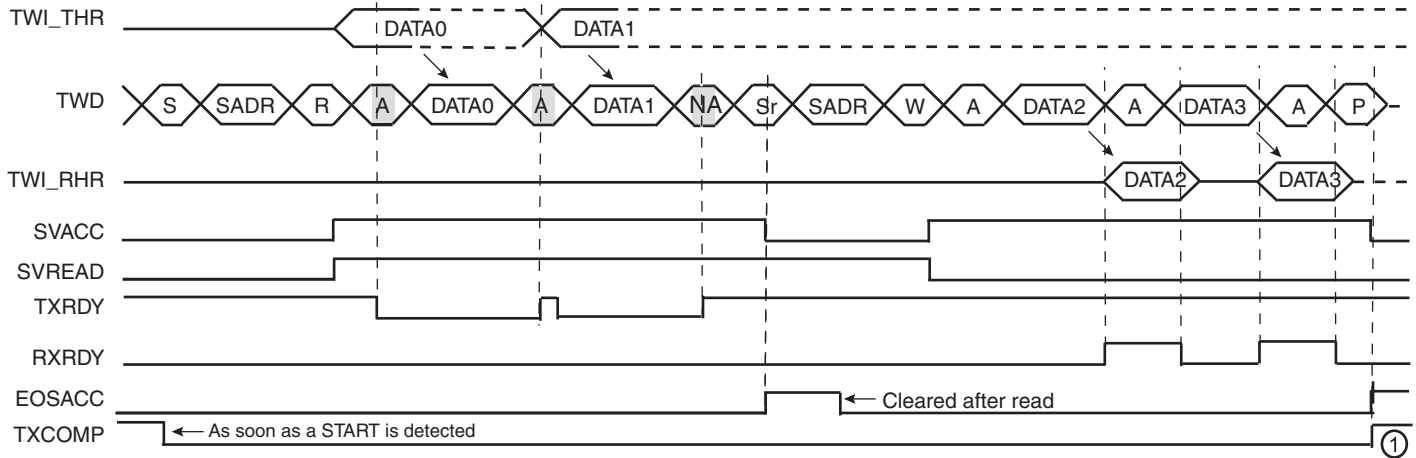 TWI_THR DATA0 DATA1
TWD S SADR R A DATA0 A DATA1 NA Sr SADR W A DATA2 A DATA3 A P
TWI_RHR DATA2 DATA3
SVACC
SVREAD
TXRDY
RXRDY
EOSACC Cleared after read
TXCOMP As soon as a START is detected 1